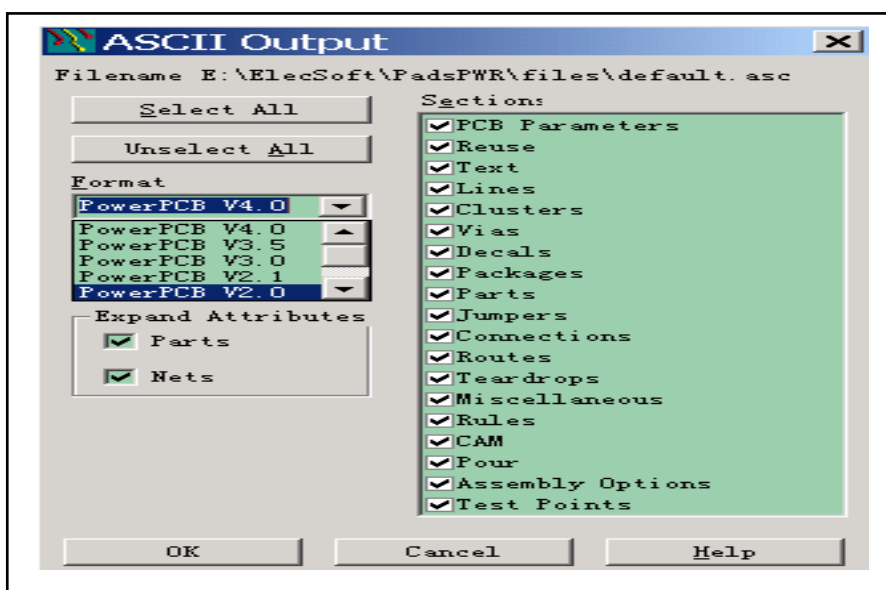 ASCII Output
Filename E:\ElecSoft\PadsPWR\files\default.asc
Select All
Unselect All
Format
PowerPCB V4.0
PowerPCB V4.0
PowerPCB V3.5
PowerPCB V3.0
PowerPCB V2.1
PowerPCB V2.0
Expand Attributes
Parts
Nets
Sections
PCB Parameters
Reuse
Text
Lines
Clusters
Vias
Decals
Packages
Parts
Jumpers
Connections
Routes
Teardrops
Miscellaneous
Rules
CAM
Pour
Assembly Options
Test Points
OK
Cancel
Help